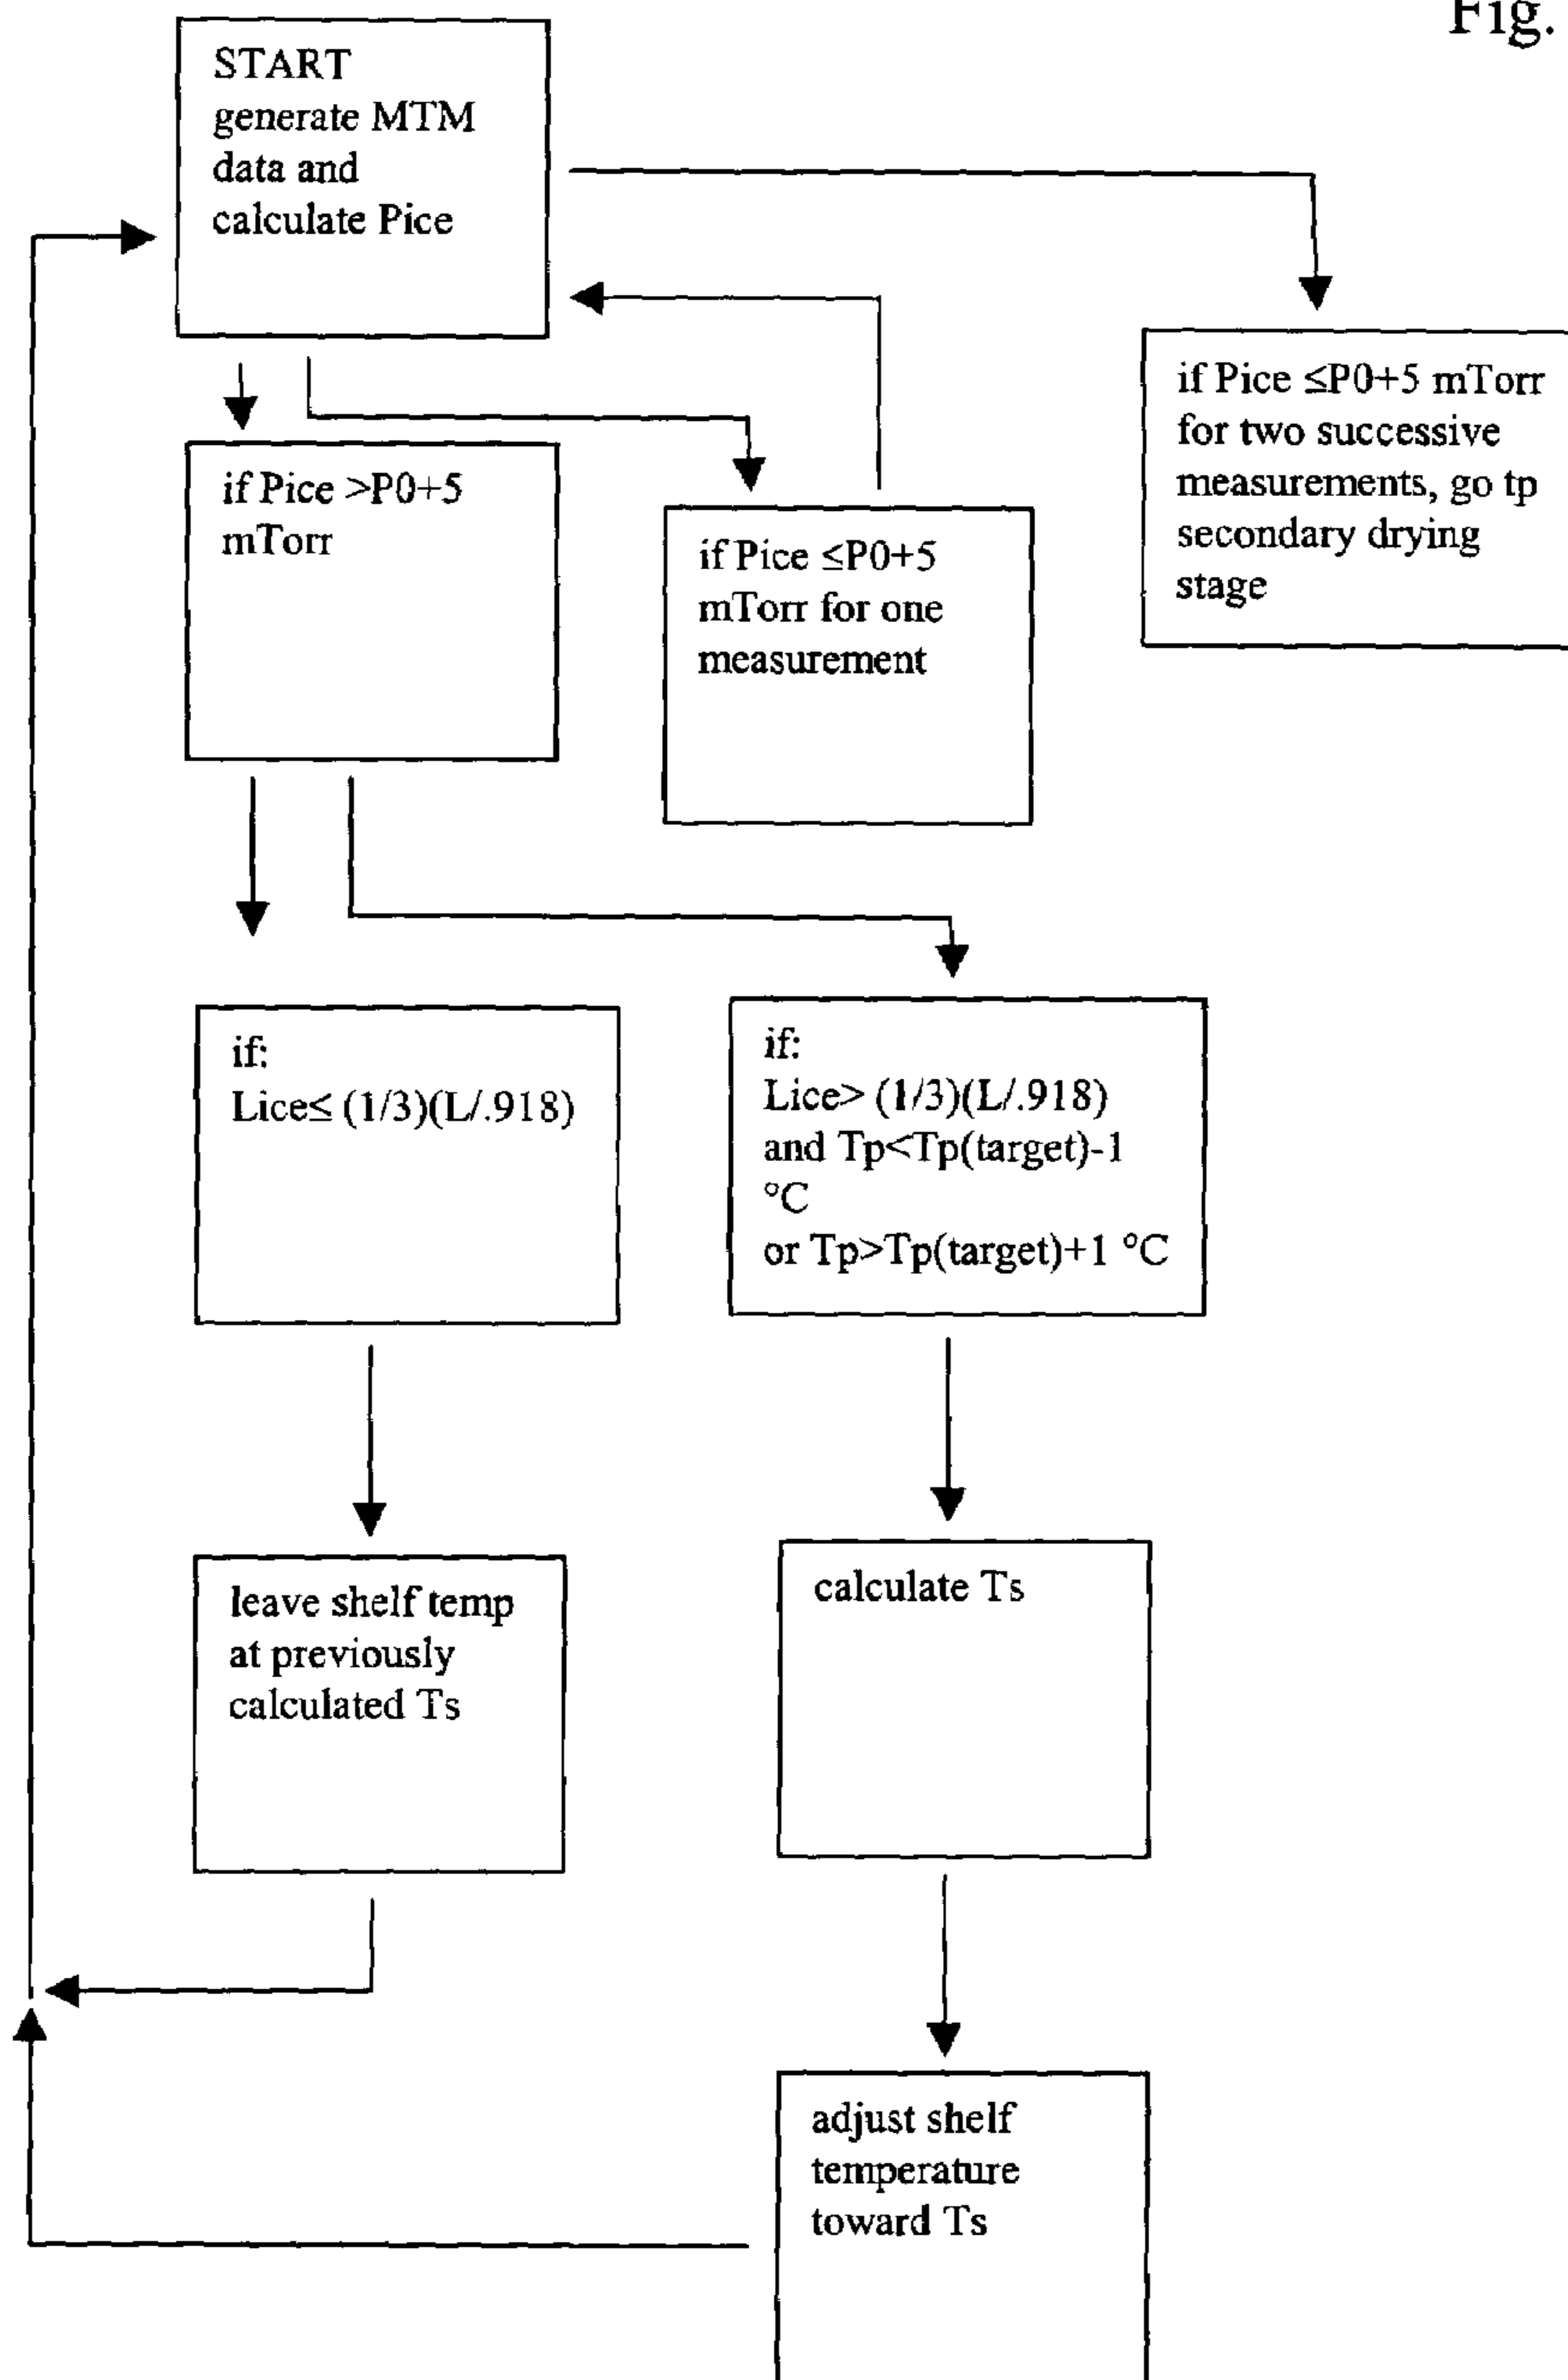 Fig.
START
generate MTM
data and
calculate Pice
if Pice ≤P0+5 mTorr
for two successive
measurements, go tp
secondary drying
stage
if Pice >P0+5
mTorr
if Pice ≤P0+5
mTorr for one
measurement
if:
Lice≤ (1/3)(L/.918)
if:
Lice> (1/3)(L/.918)
and Tp<Tp(target)-1
°C
or Tp>Tp(target)+1 °C
leave shelf temp
at previously
calculated Ts
calculate Ts
adjust shelf
temperature
toward Ts